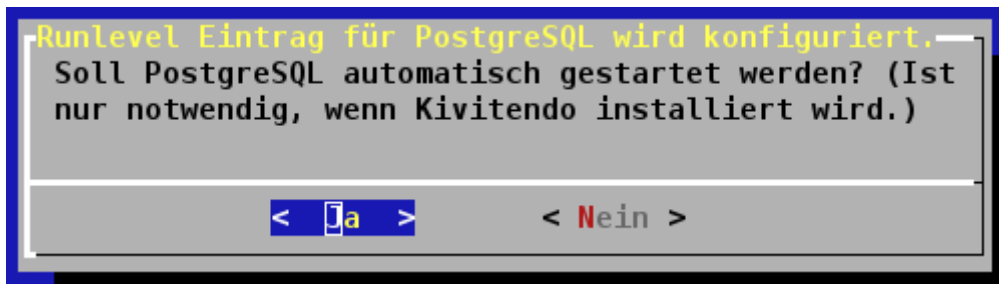 Runlevel Eintrag für PostgreSQL wird konfiguriert.
Soll PostgreSQL automatisch gestartet werden? (Ist
nur notwendig, wenn Kivitendo installiert wird.)
< Ja > < Nein >